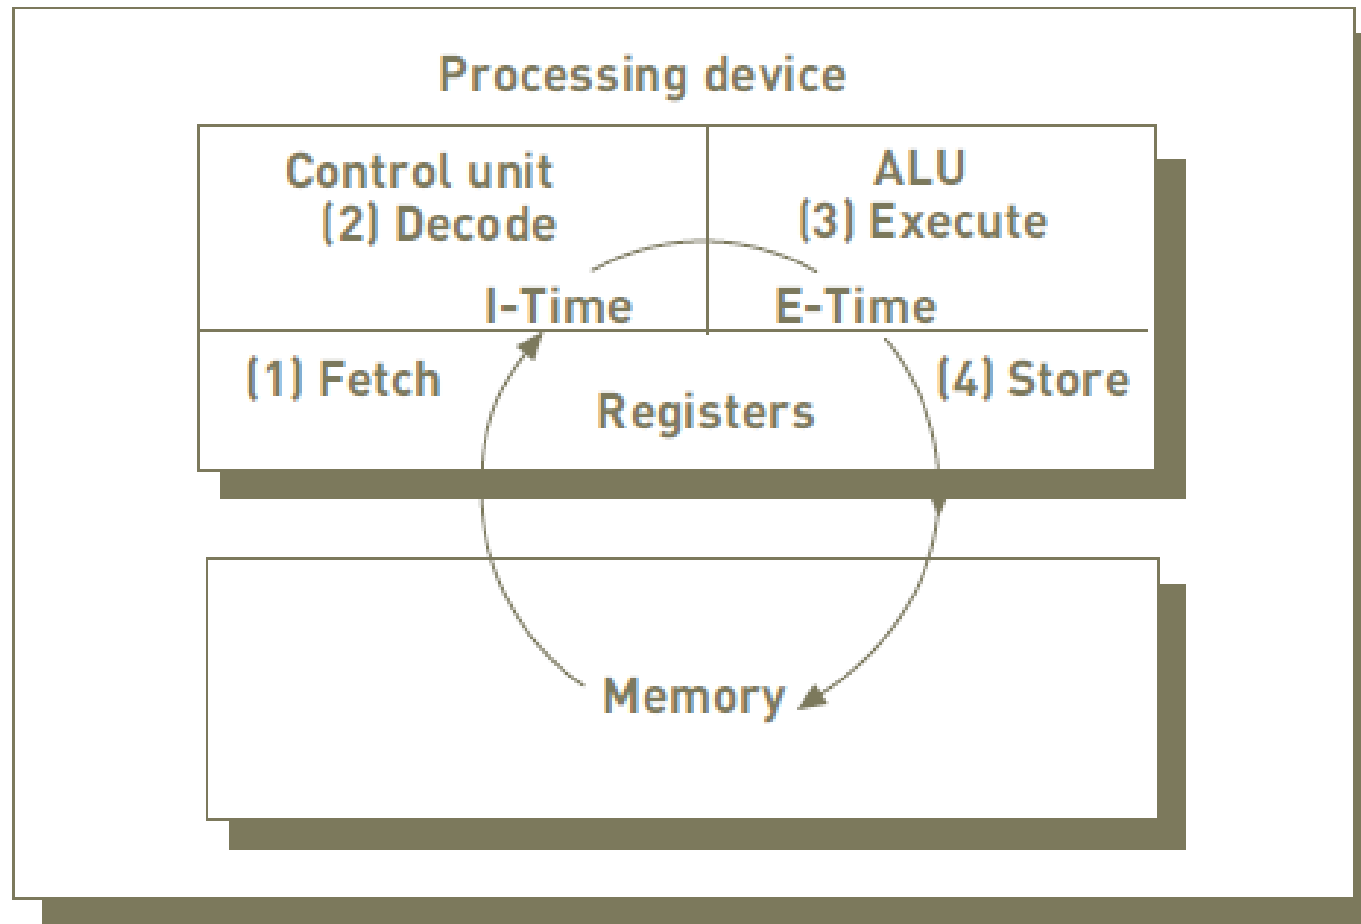 Processing device
Control unit
(2) Decode
I-Time
ALU
(3) Execute
E-Time
(1) Fetch
Registers
(4) Store
Memory